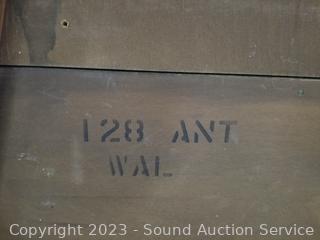 128 ANT
WAL
Copyright 2023 - Sound Auction Service